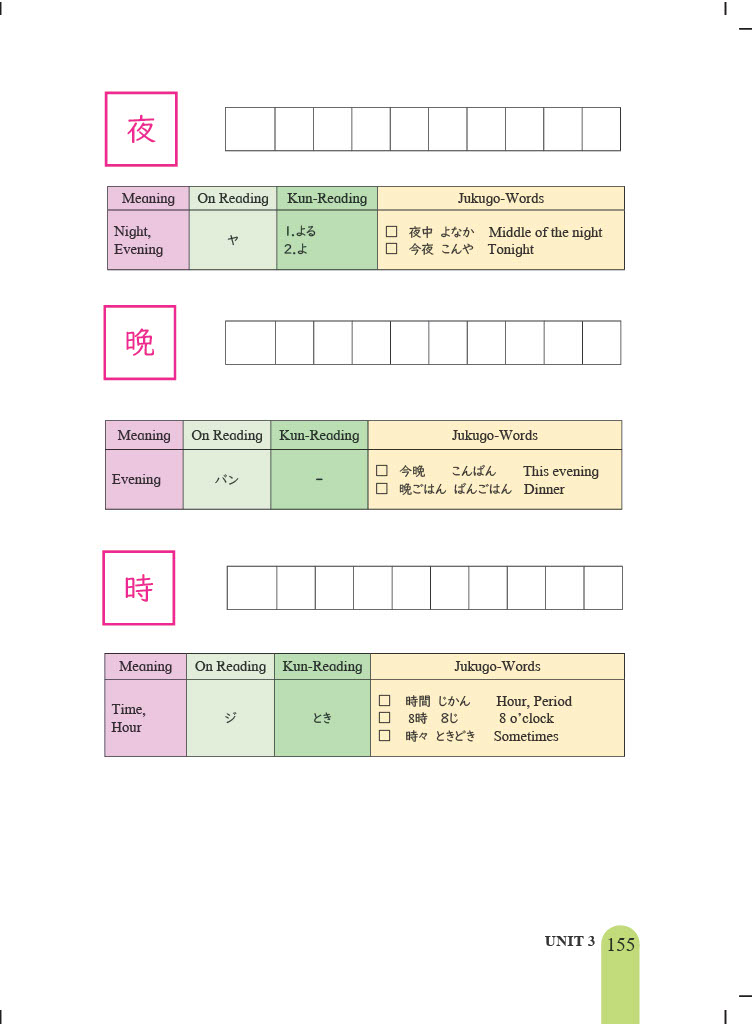 夜
Meaning On Reading Kun-Reading Jukugo-Words
Night, Evening ヤ 1.よる 2.よ
□ 夜中 よなか Middle of the night
□ 今夜 こんや Tonight
晩
Meaning On Reading Kun-Reading Jukugo-Words
Evening バン –
□ 今晩 こんばん This evening
□ 晩ごはん ばんごはん Dinner
時
Meaning On Reading Kun-Reading Jukugo-Words
Time, Hour ジ とき
□ 時間 じかん Hour, Period
□ 8時 8じ 8 o’clock
□ 時々 ときどき Sometimes
UNIT 3 155